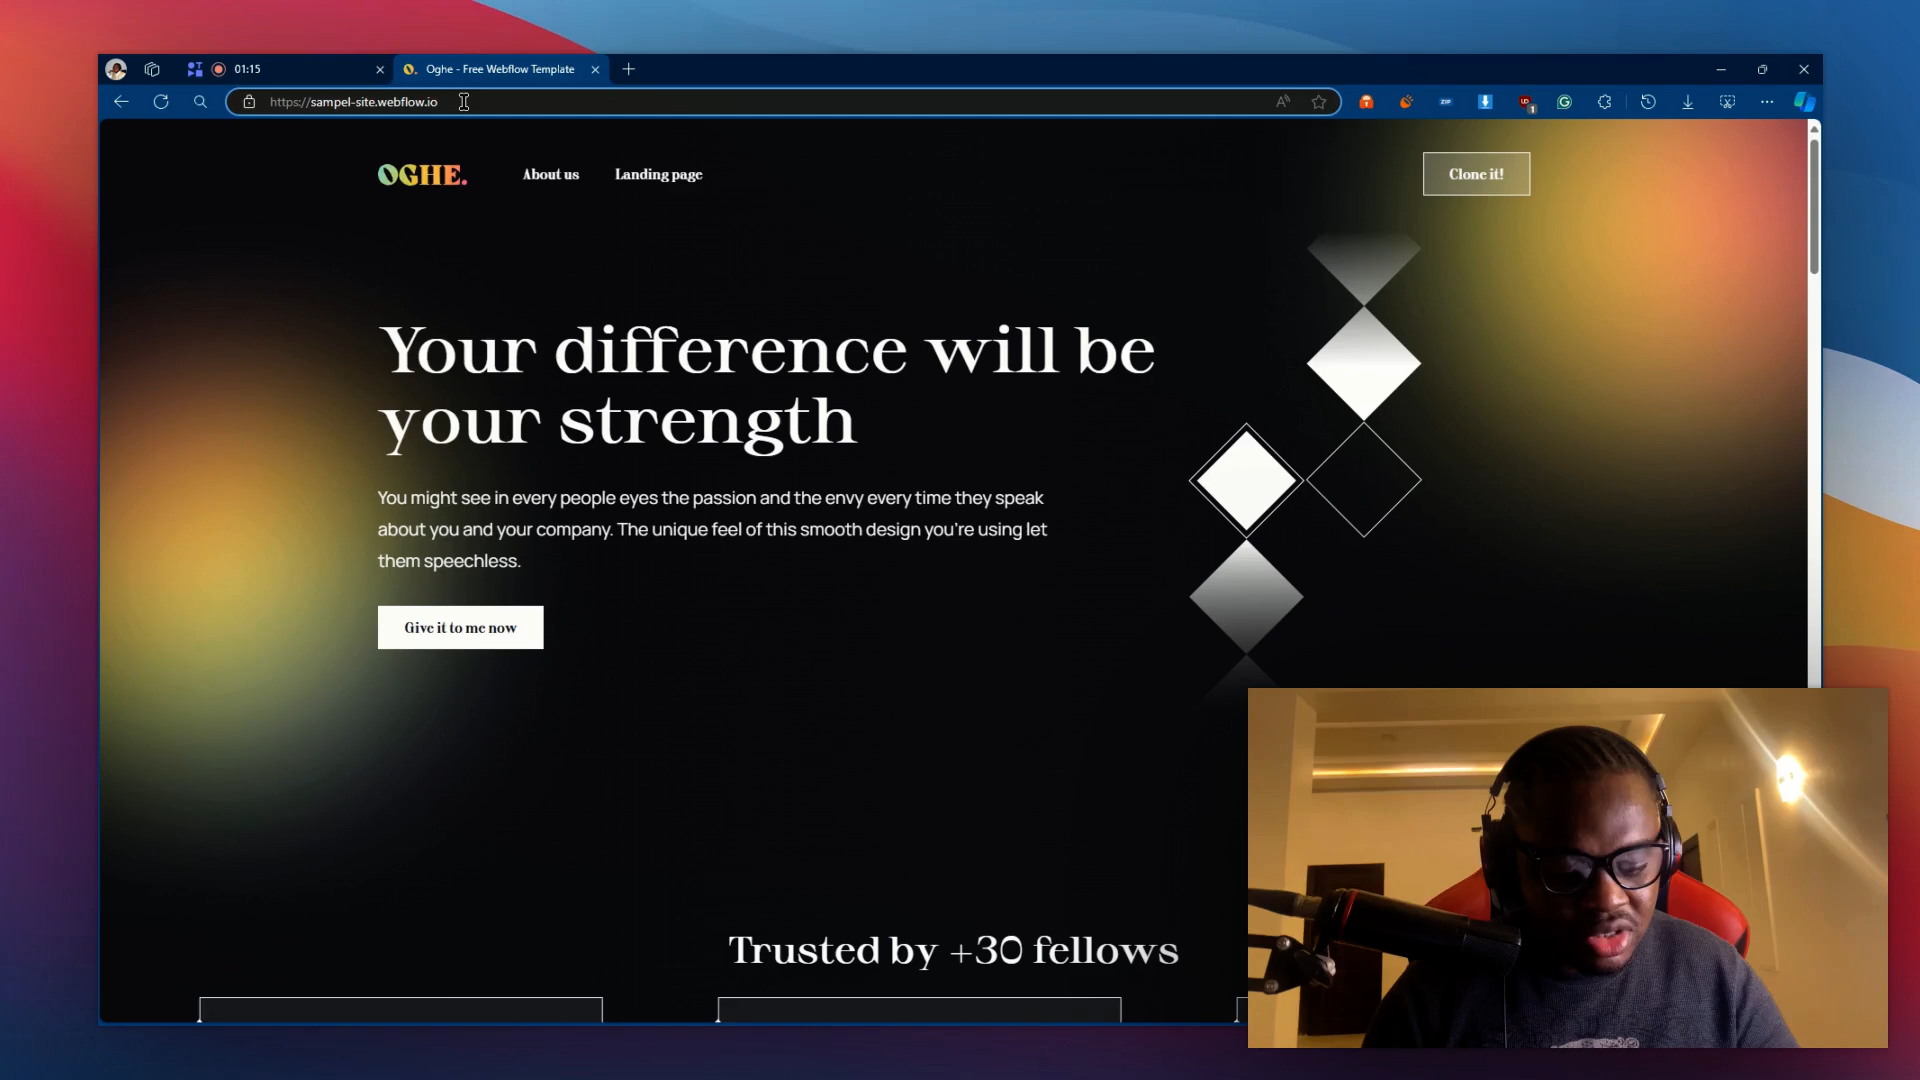 01:15
Oghe - Free Webflow Template
https://sampel-site.webflow.io
ZIP
1
OGHE.
About us
Landing page
Clone it!
Your difference will be
your strength
You might see in every people eyes the passion and the envy every time they speak
about you and your company. The unique feel of this smooth design you're using let
them speechless.
Give it to me now
Trusted by +30 fellows